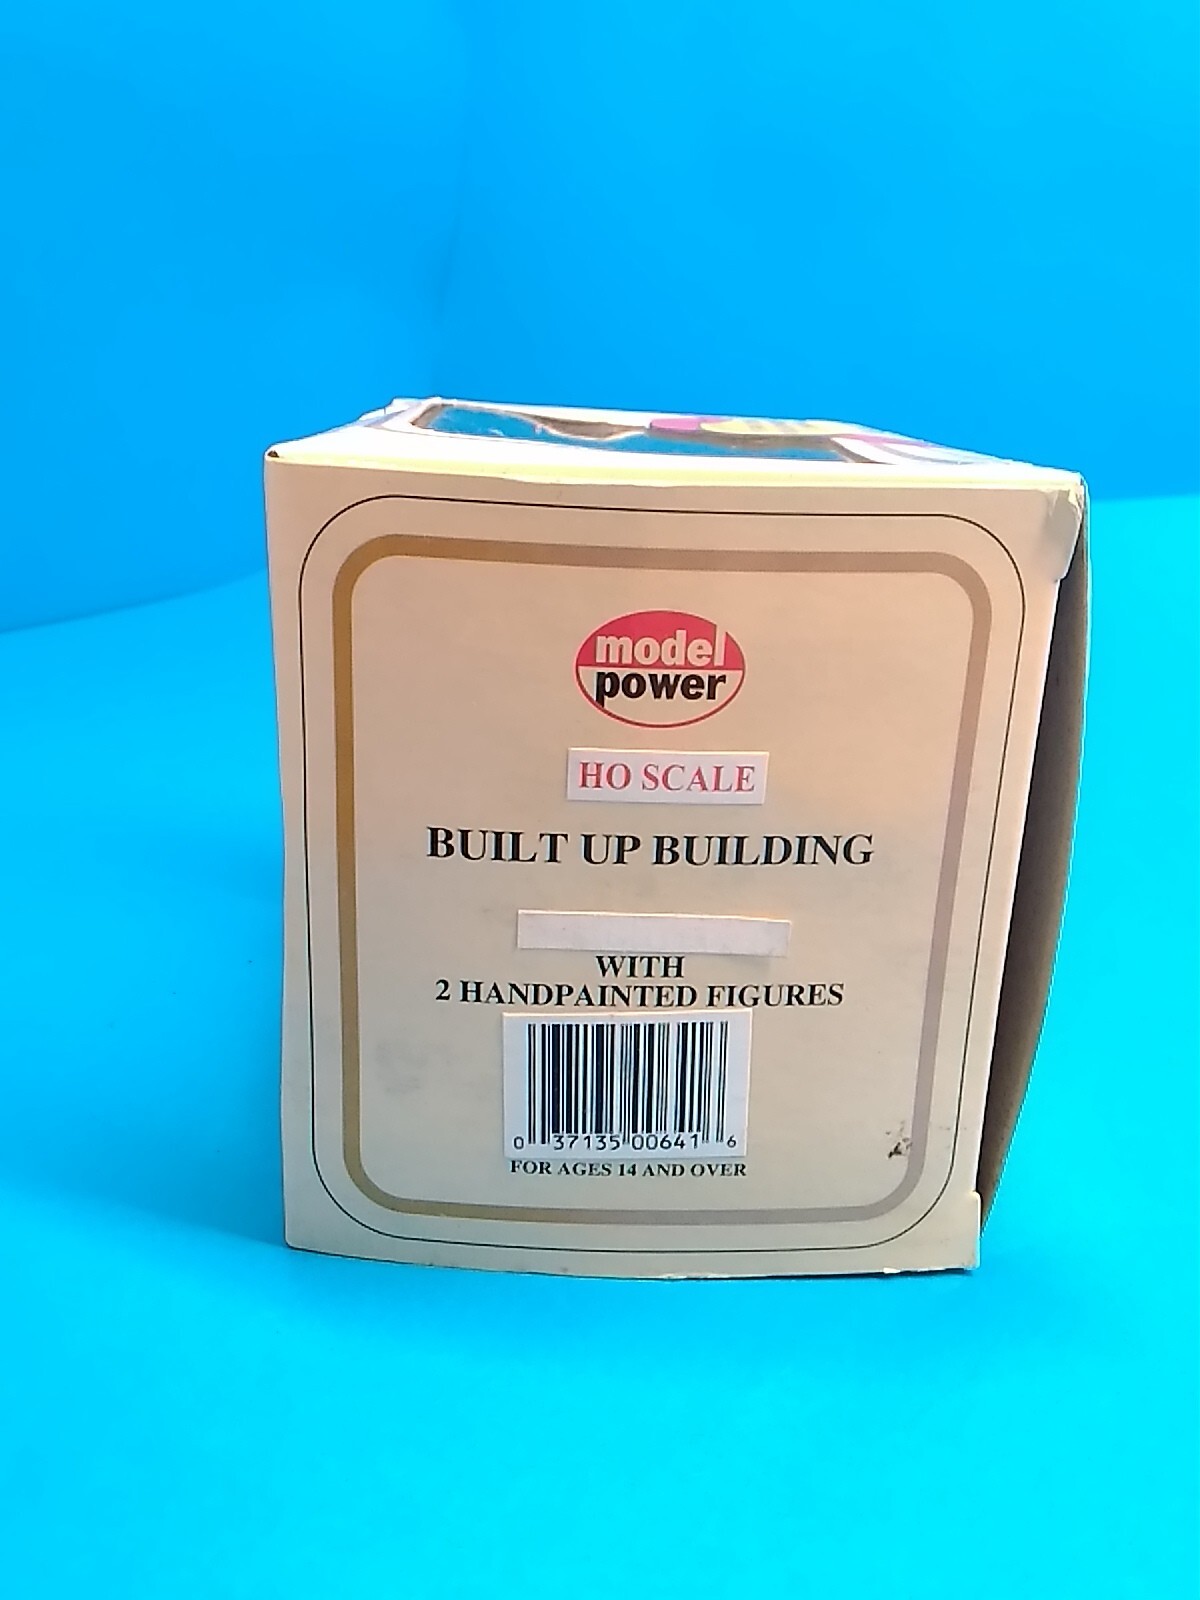 model
power
HO SCALE
BUILT UP BUILDING
WITH
2 HANDPAINTED FIGURES
0 37135 00641 6
FOR AGES 14 AND OVER